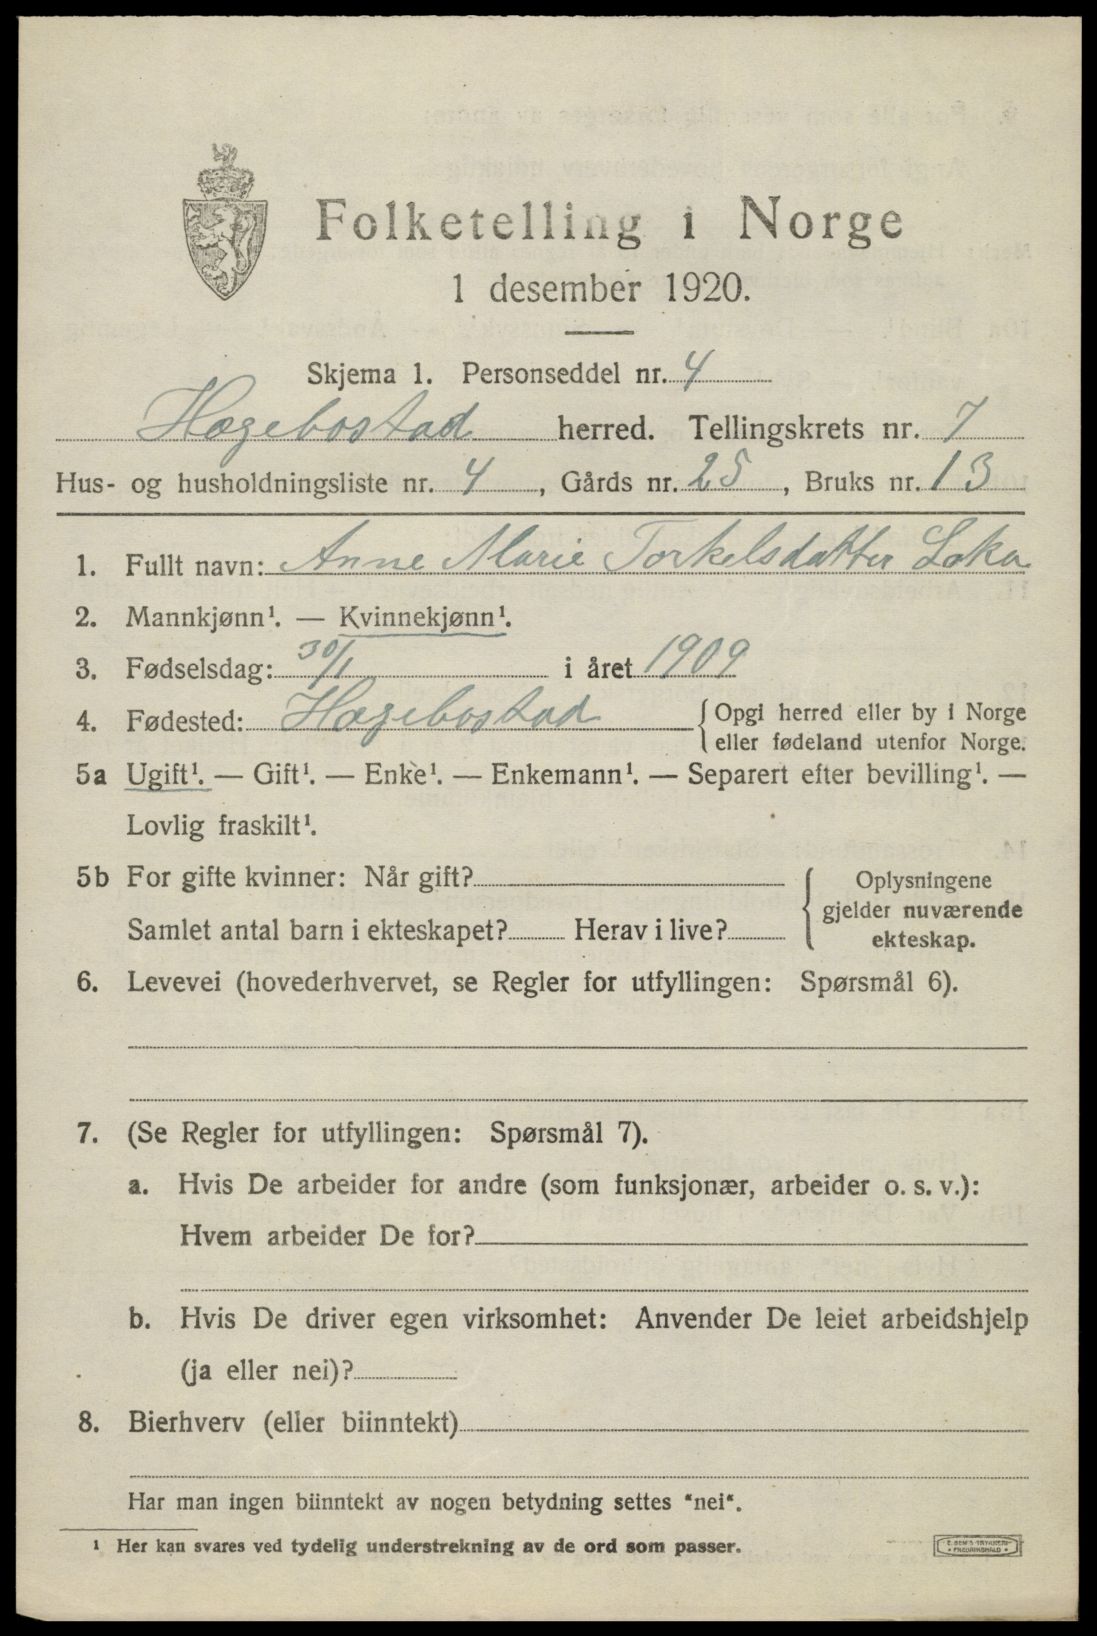 Folketelling i Norge
1 desember 1920.
Skjema 1. Personseddel nr. 4
Hægebostad herred. Tellingskrets nr. 7
Hus- og husholdningsliste nr. 4, Gårds nr. 25, Bruks nr. 13
1. Fullt navn: Anne Marie Torkelsdatter
2. Mannkjønn¹. — Kvinnekjønn¹.
3. Fødselsdag: 30/1 i året 1909
4. Fødested: Hægebostad {Opgi herred eller by i Norge
eller fødeland utenfor Norge.
5a Ugift¹. — Gift¹. — Enke¹. — Enkemann¹. — Separert efter bevilling¹. —
Lovlig fraskilt¹.
5b For gifte kvinner: Når gift?
Samlet antal barn i ekteskapet? Herav i live?
{Oplysningene
gjelder nuværende
ekteskap.
6. Levevei (hovederhvervet, se Regler for utfyllingen: Spørsmål 6).
7. (Se Regler for utfyllingen: Spørsmål 7).
a. Hvis De arbeider for andre (som funksjonær, arbeider o. s. v.):
Hvem arbeider De for?
b. Hvis De driver egen virksomhet: Anvender De leiet arbeidshjelp
(ja eller nei)?
8. Bierhverv (eller biinntekt)
Har man ingen biinntekt av nogen betydning settes "nei".
¹ Her kan svares ved tydelig understrekning av de ord som passer.